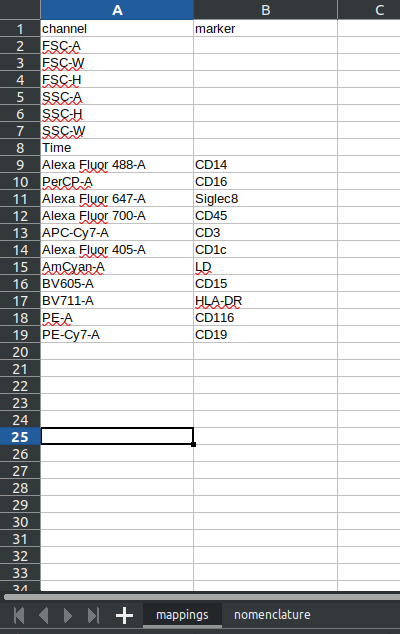 A B C
1 channel marker
2 FSC-A
3 FSC-W
4 FSC-H
5 SSC-A
6 SSC-H
7 SSC-W
8 Time
9 Alexa Fluor 488-A CD14
10 PerCP-A CD16
11 Alexa Fluor 647-A Siglec8
12 Alexa Fluor 700-A CD45
13 APC-Cy7-A CD3
14 Alexa Fluor 405-A CD1c
15 AmCyan-A LD
16 BV605-A CD15
17 BV711-A HLA-DR
18 PE-A CD116
19 PE-Cy7-A CD19
20
21
22
23
24
25
26
27
28
29
30
31
32
33
34
mappings nomenclature